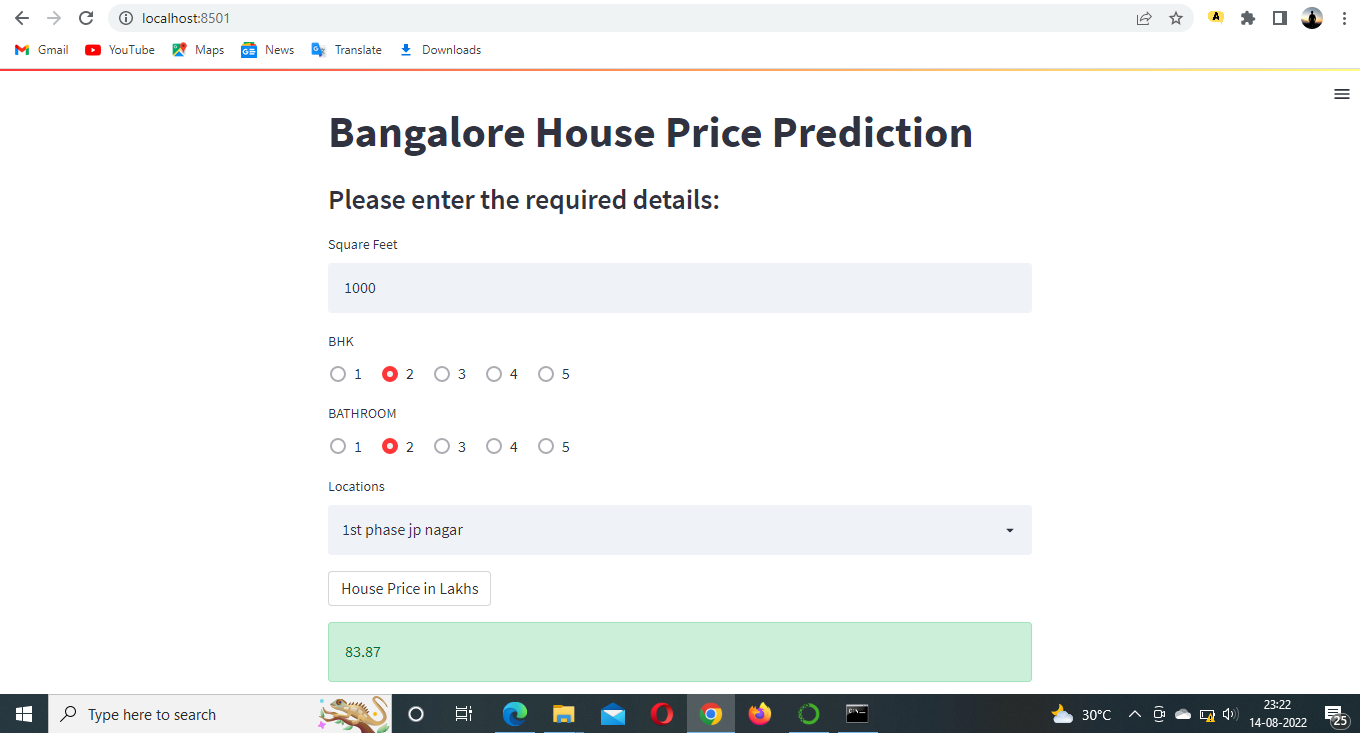 localhost:8501
A
Gmail YouTube Maps News Translate Downloads
Bangalore House Price Prediction
Please enter the required details:
Square Feet
1000
BHK
1 2 3 4 5
BATHROOM
1 2 3 4 5
Locations
1st phase jp nagar
House Price in Lakhs
83.87
Type here to search
30°C
23:22
14-08-2022
25